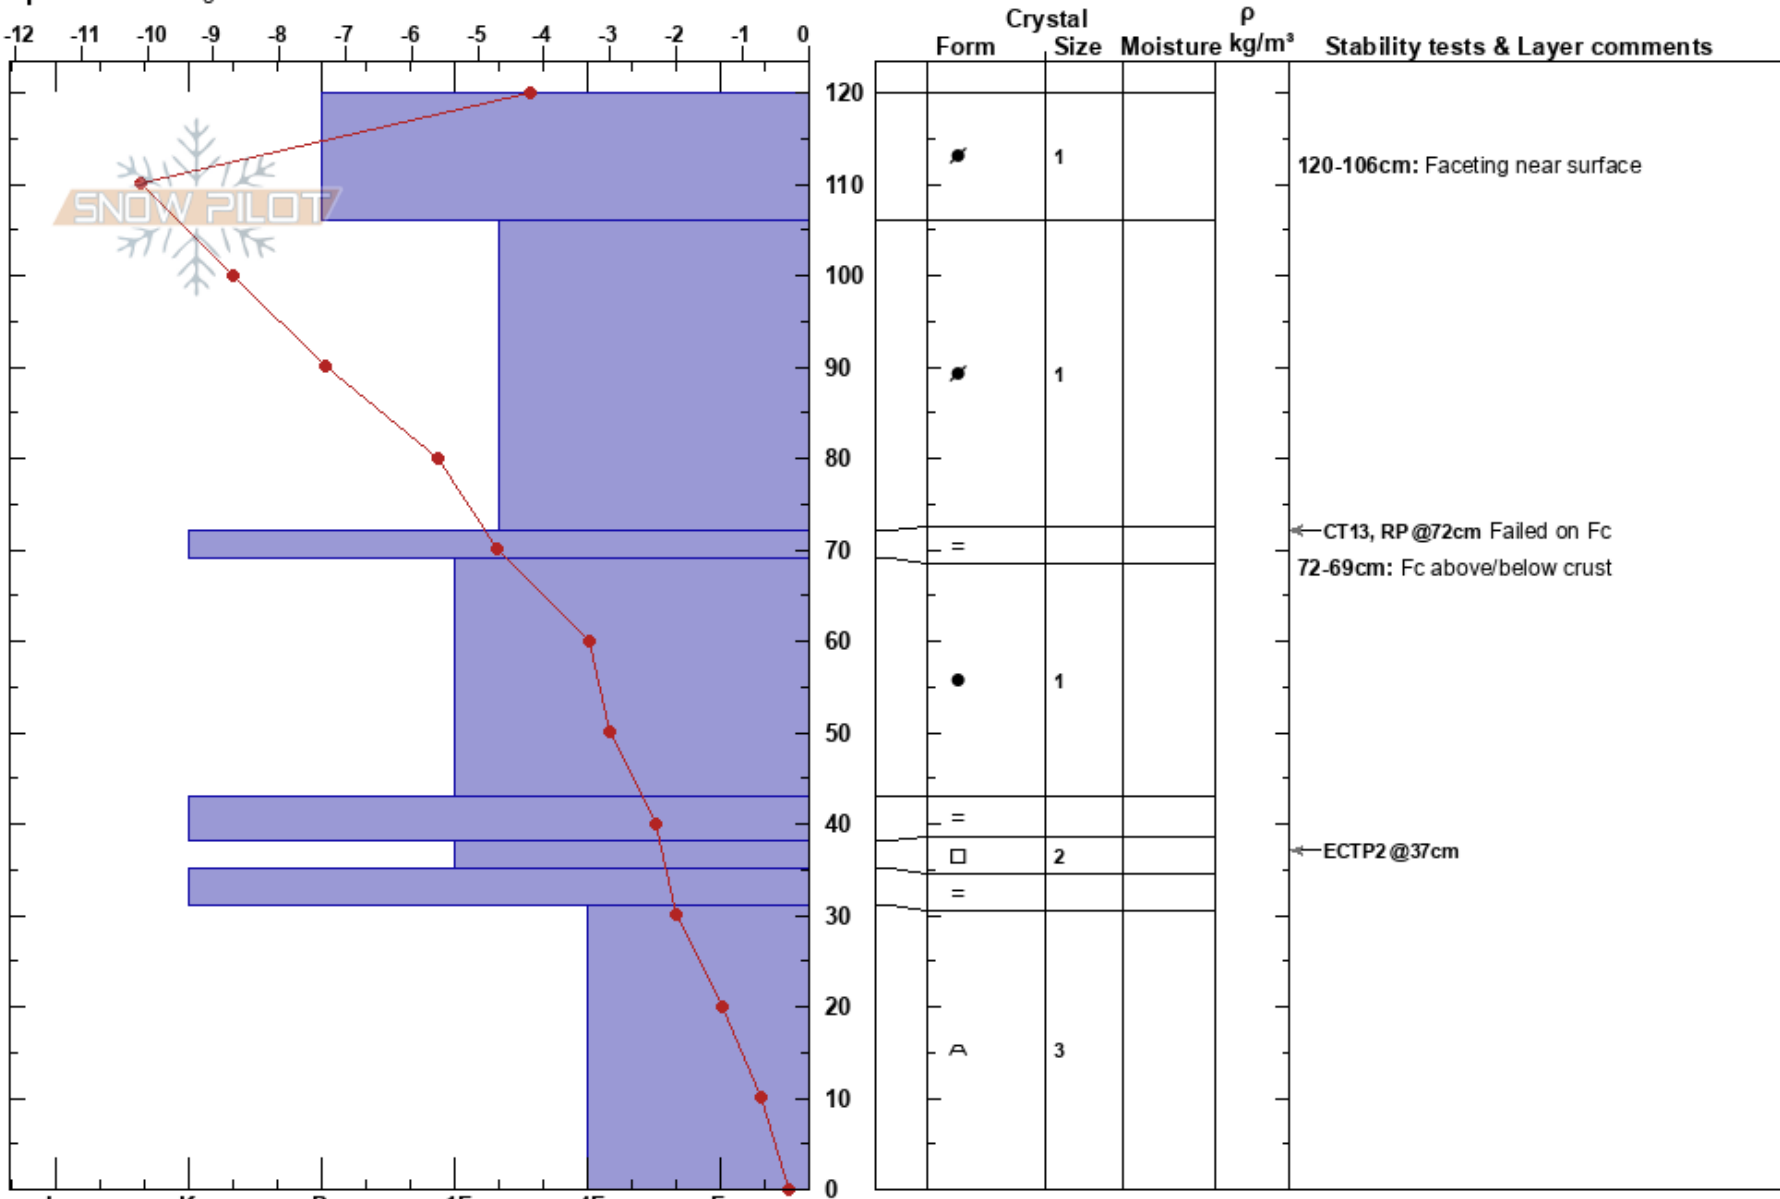 -12 -11 -10 -9 -8 -7 -6 -5 -4 -3 -2 -1 0
Crystal
Form Size Moisture ρ kg/m³ Stability tests & Layer comments
120
1
120-106cm: Faceting near surface
110
SNOW PILOT
100
90
1
80
CT13, RP @72cm Failed on Fc
70
=
72-69cm: Fc above/below crust
60
1
50
40
=
2
ECTP2 @37cm
=
30
20
3
10
0